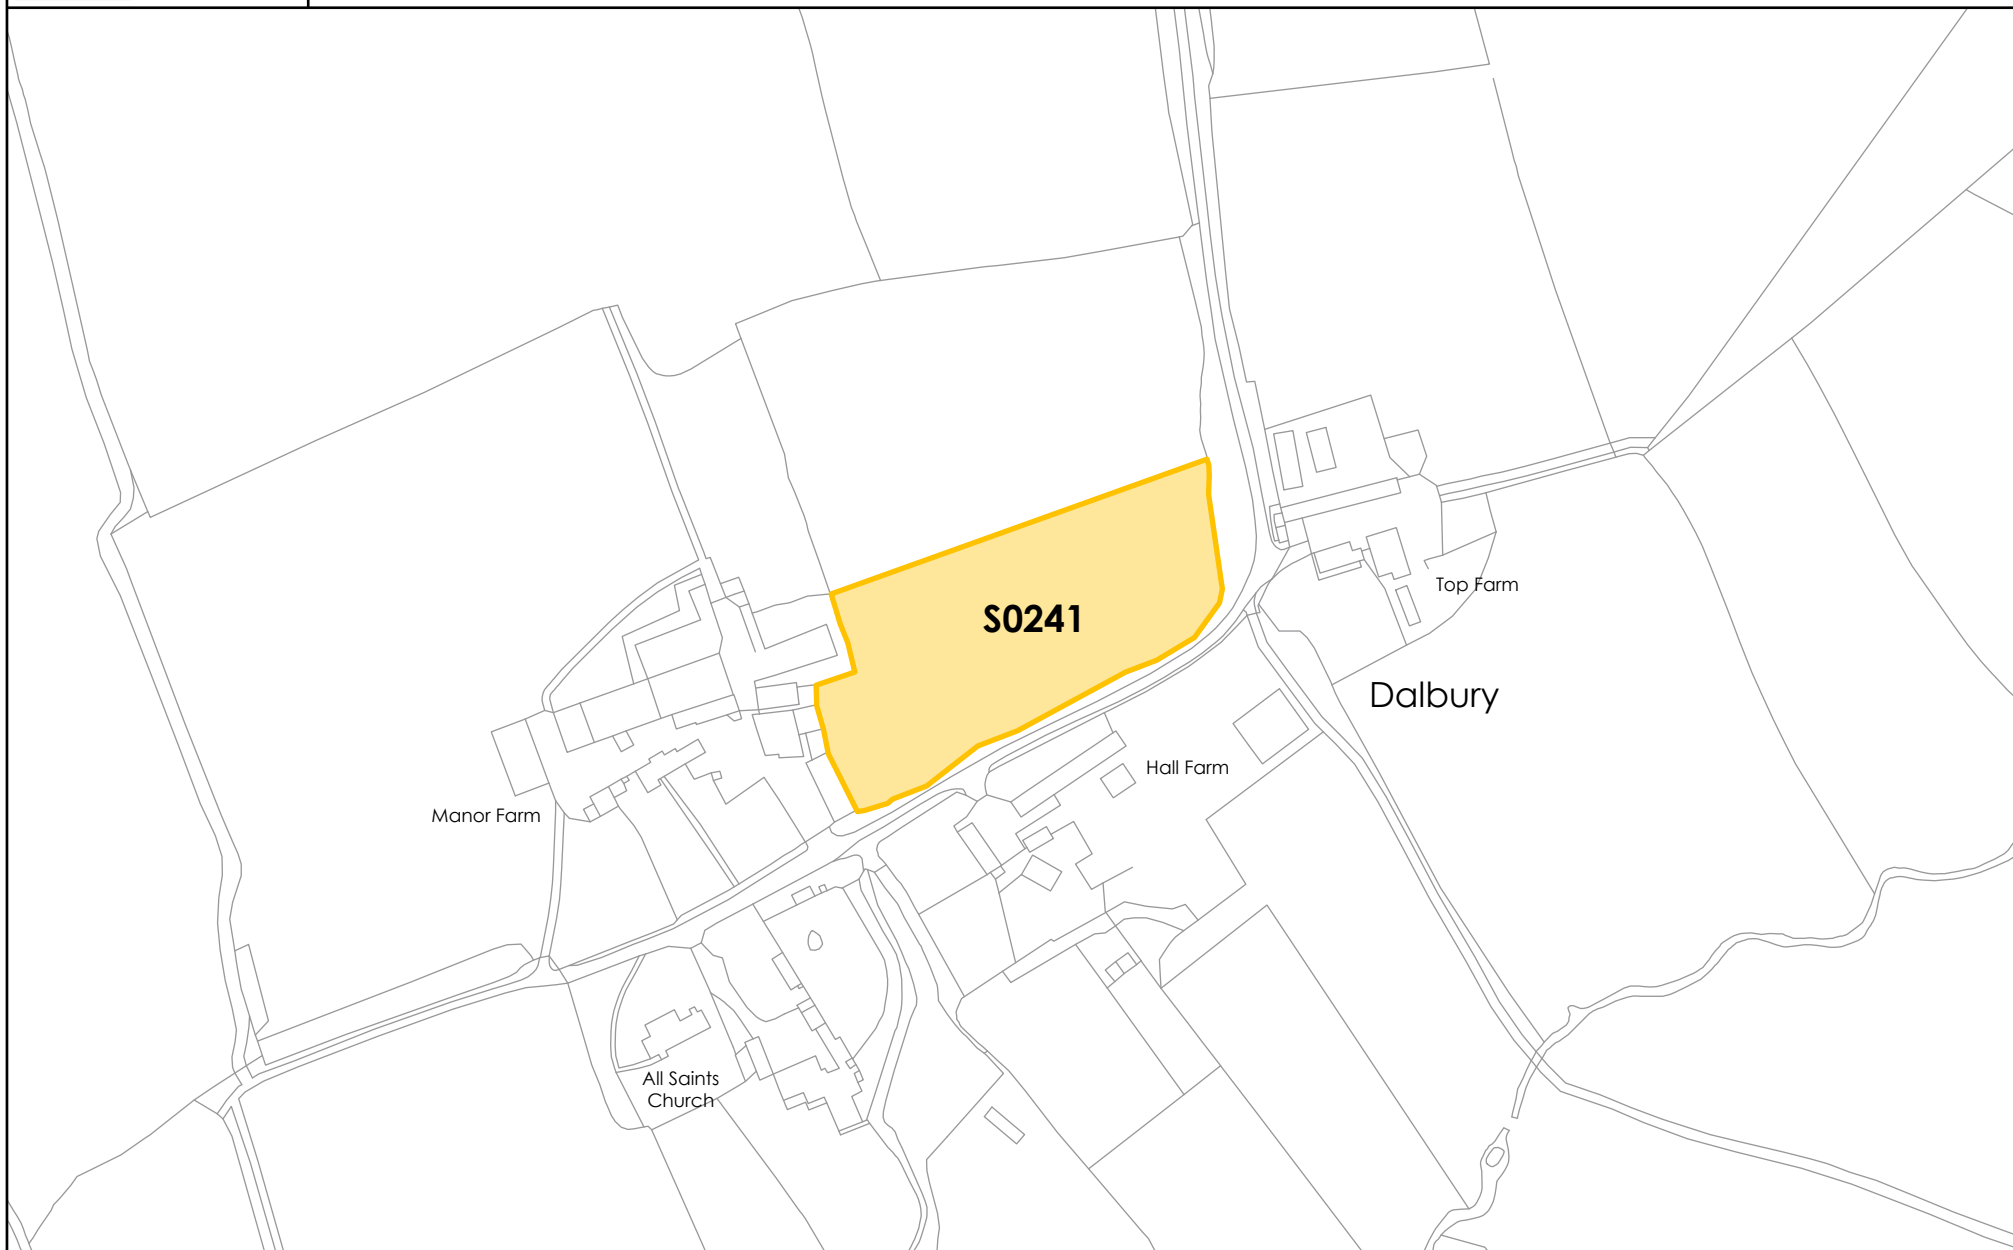 S0241
Top Farm
Dalbury
Hall Farm
Manor Farm
All Saints
Church